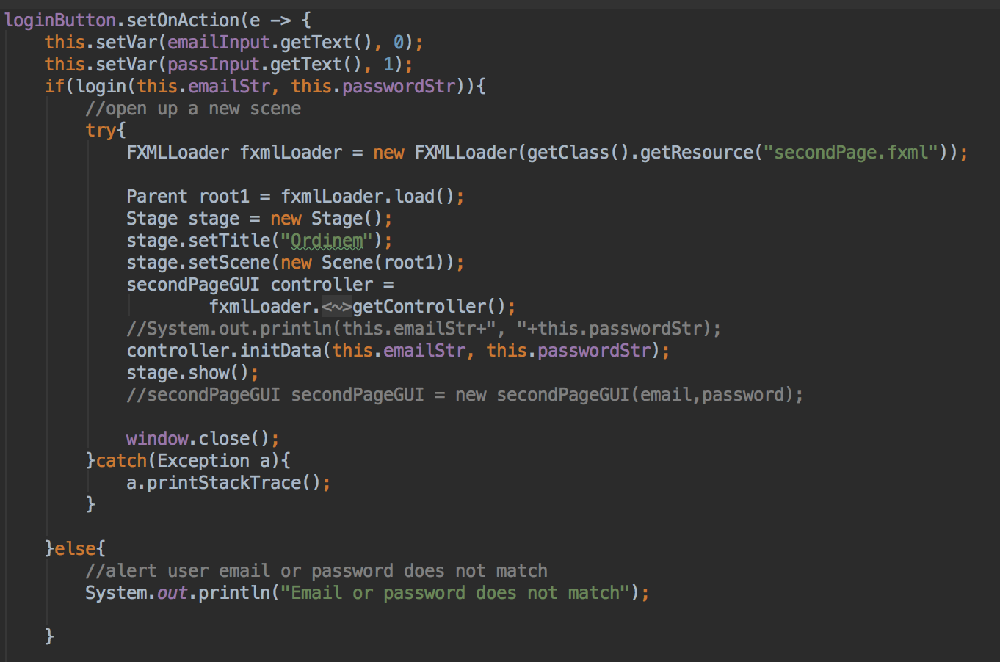 loginButton.setOnAction(e -> {
    this.setVar(emailInput.getText(), 0);
    this.setVar(passInput.getText(), 1);
    if(login(this.emailStr, this.passwordStr)){
        //open up a new scene
        try{
            FXMLLoader fxmlLoader = new FXMLLoader(getClass().getResource("secondPage.fxml"));
            Parent root1 = fxmlLoader.load();
            Stage stage = new Stage();
            stage.setTitle("Ordinem");
            stage.setScene(new Scene(root1));
            secondPageGUI controller =
                    fxmlLoader.<~>getController();
            //System.out.println(this.emailStr+", "+this.passwordStr);
            controller.initData(this.emailStr, this.passwordStr);
            stage.show();
            //secondPageGUI secondPageGUI = new secondPageGUI(email,password);
            window.close();
        }catch(Exception a){
            a.printStackTrace();
        }
    }else{
        //alert user email or password does not match
        System.out.println("Email or password does not match");
    }